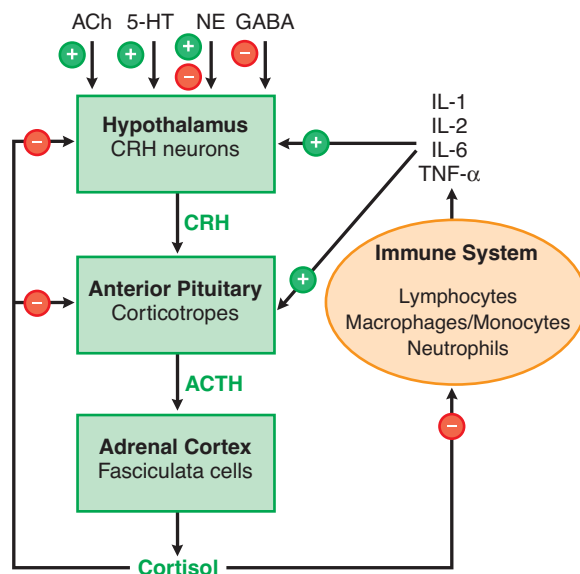 ACh 5-HT NE GABA
+ + + − −
Hypothalamus
CRH neurons
− +
IL-1
IL-2
IL-6
TNF-α
CRH
Immune System
Lymphocytes
Macrophages/Monocytes
Neutrophils
Anterior Pituitary
Corticotropes
− +
ACTH
Adrenal Cortex
Fasciculata cells
−
Cortisol